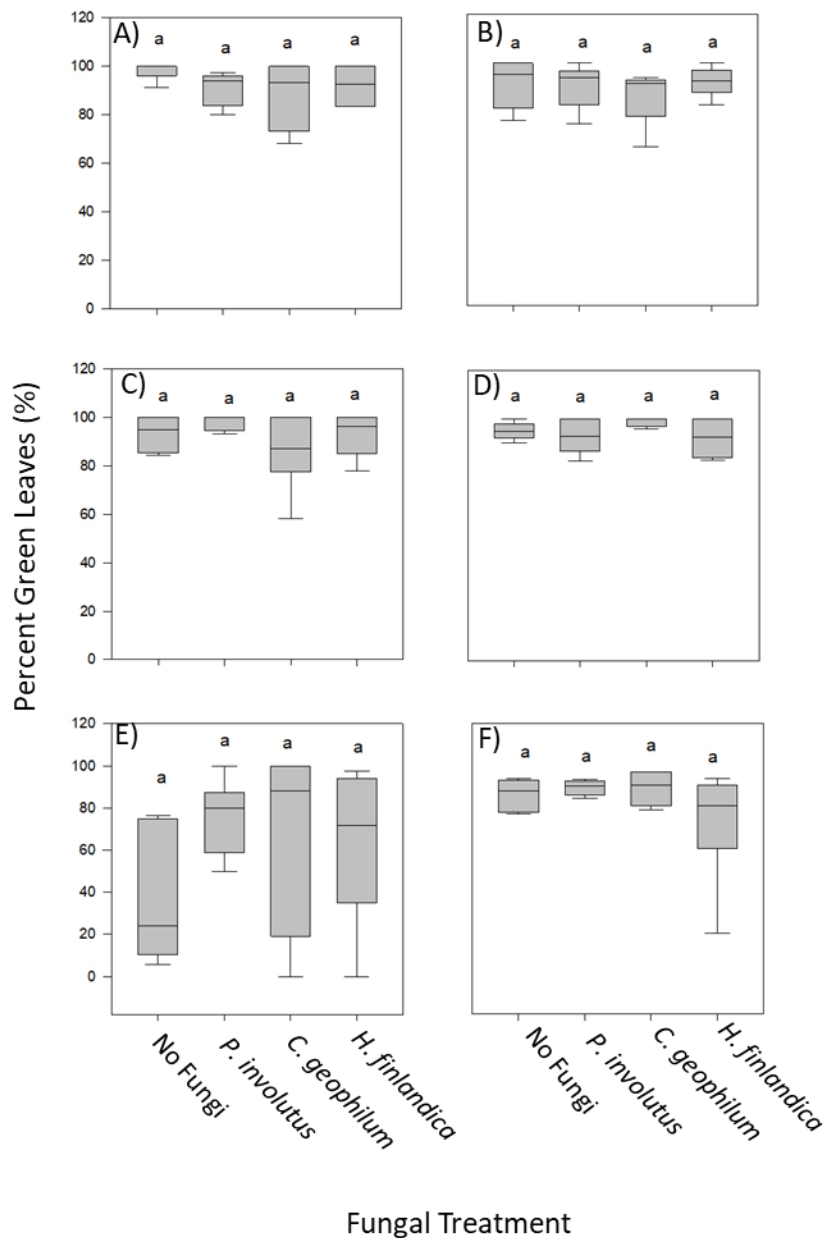 Percent Green Leaves (%)
A)
a a a a
120
100
80
60
40
20
0
B)
a a a a
C)
a a a a
120
100
80
60
40
20
0
D)
a a a a
E)
a a a a
120
100
80
60
40
20
0
F)
a a a a
No Fungi
P. involutus
C. geophilum
H. finlandica
No Fungi
P. involutus
C. geophilum
H. finlandica
Fungal Treatment